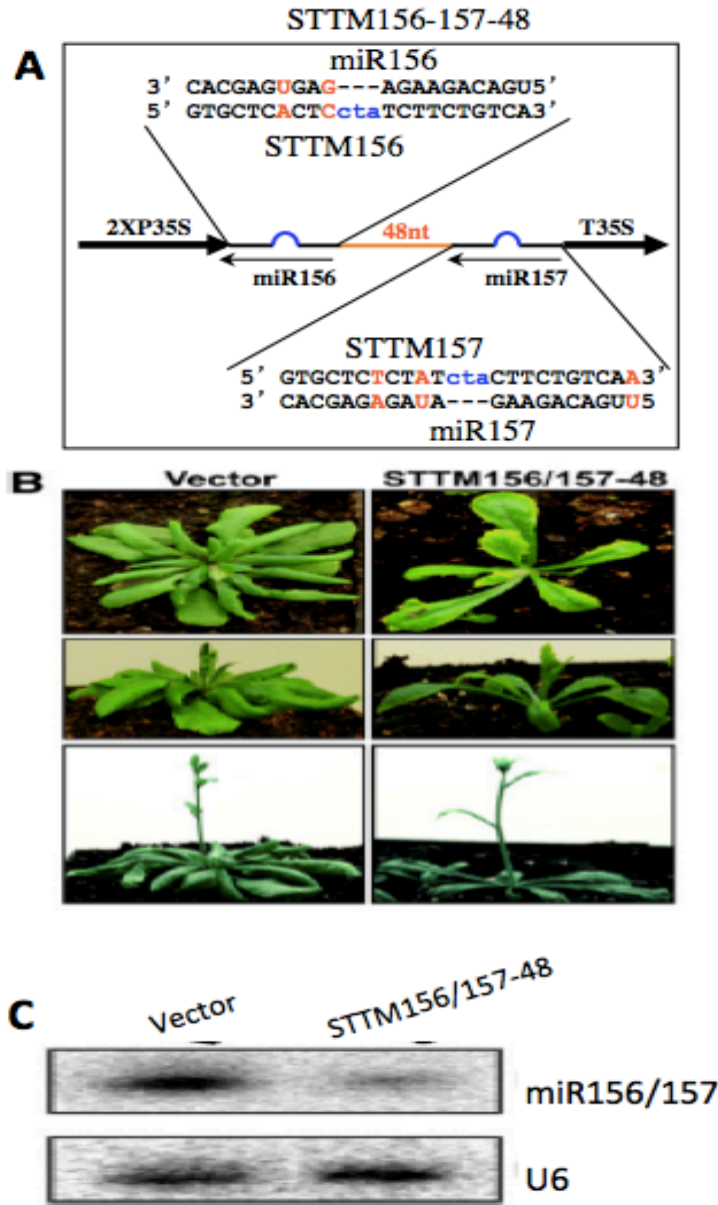 STTM156-157-48
A
miR156
3' CACGAGUGAG---AGAAGACAGU5'
5' GTGCTCACTCctaTCTTCTGTCA3'
STTM156
2XP35S
48nt
T35S
miR156
miR157
STTM157
5' GTGCTCTCTATctaCTTCTGTCAA3'
3' CACGAGAGAUA---GAAGACAGUU5
miR157
B
Vector
STTM156/157-48
C
Vector
STTM156/157-48
miR156/157
U6